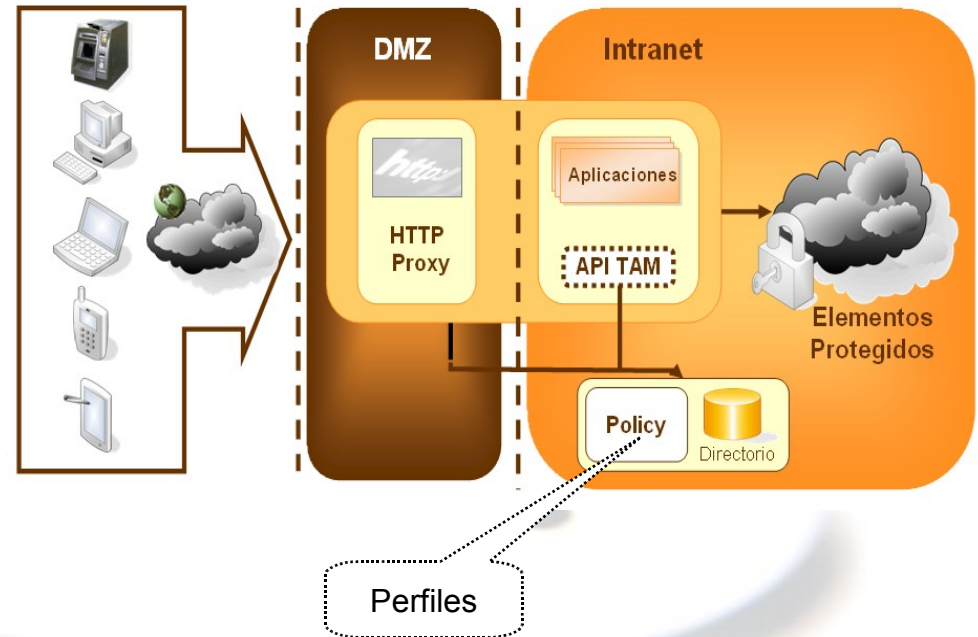 DMZ
Intranet
http:
HTTP
Proxy
Aplicaciones
API TAM
Elementos
Protegidos
Policy
Directorio
Perfiles